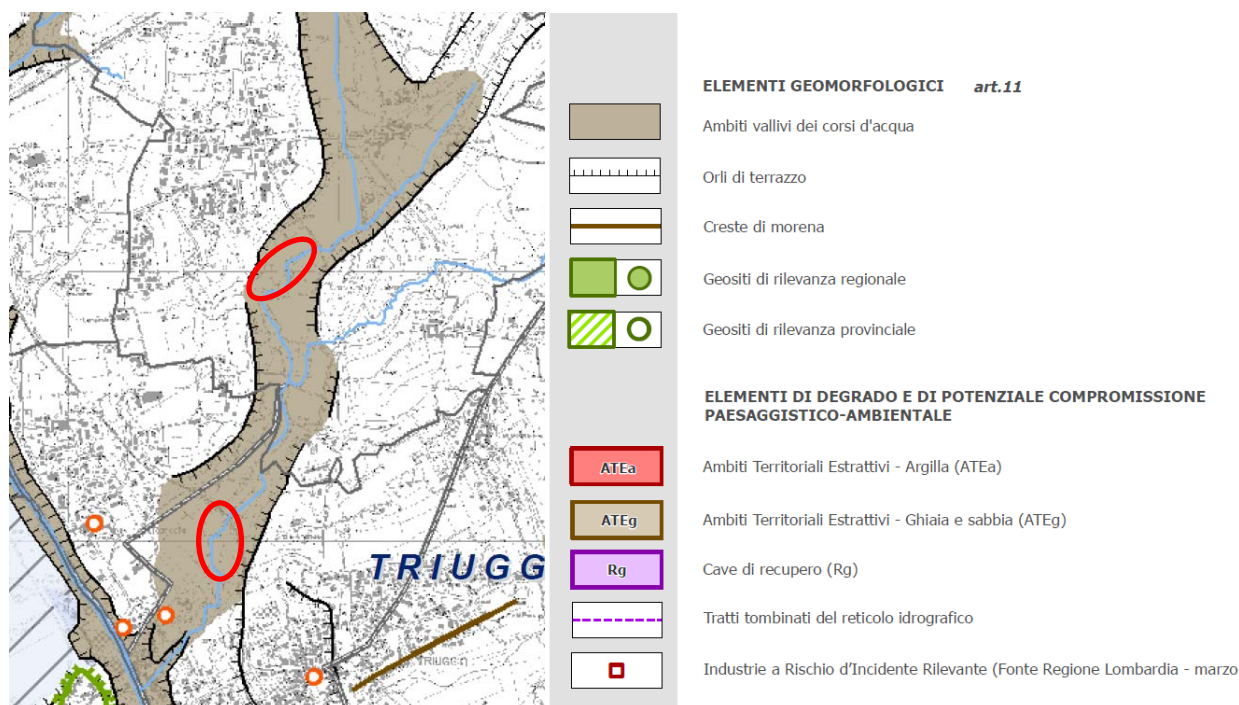 TRIUGG
TRIUGGIO
ELEMENTI GEOMORFOLOGICI art.11
Ambiti vallivi dei corsi d'acqua
Orli di terrazzo
Creste di morena
Geositi di rilevanza regionale
Geositi di rilevanza provinciale
ELEMENTI DI DEGRADO E DI POTENZIALE COMPROMISSIONE
PAESAGGISTICO-AMBIENTALE
ATEa
Ambiti Territoriali Estrattivi - Argilla (ATEa)
ATEg
Ambiti Territoriali Estrattivi - Ghiaia e sabbia (ATEg)
Rg
Cave di recupero (Rg)
Tratti tombinati del reticolo idrografico
Industrie a Rischio d'Incidente Rilevante (Fonte Regione Lombardia - marzo